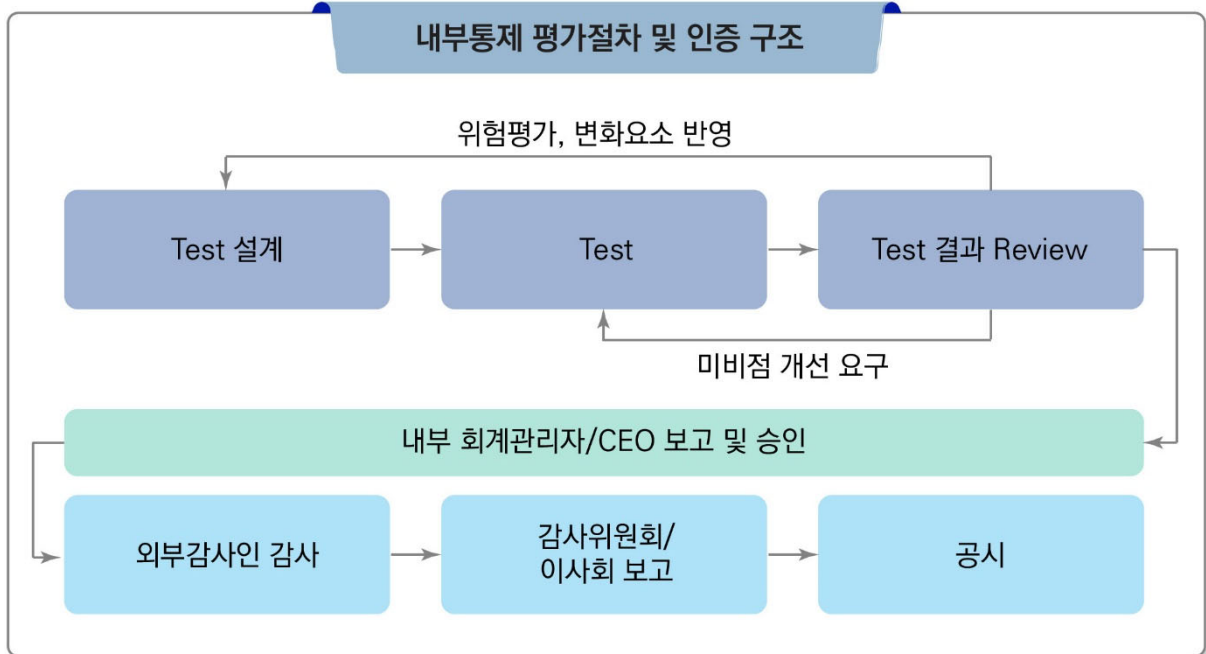 내부통제 평가절차 및 인증 구조
위험평가, 변화요소 반영
Test 설계
Test
Test 결과 Review
미비점 개선 요구
내부 회계관리자/CEO 보고 및 승인
외부감사인 감사
감사위원회/
이사회 보고
공시